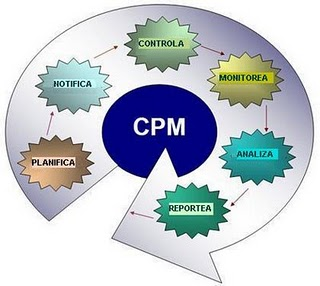 CONTROLA
NOTIFICA
MONITOREA
CPM
PLANIFICA
ANALIZA
REPORTEA